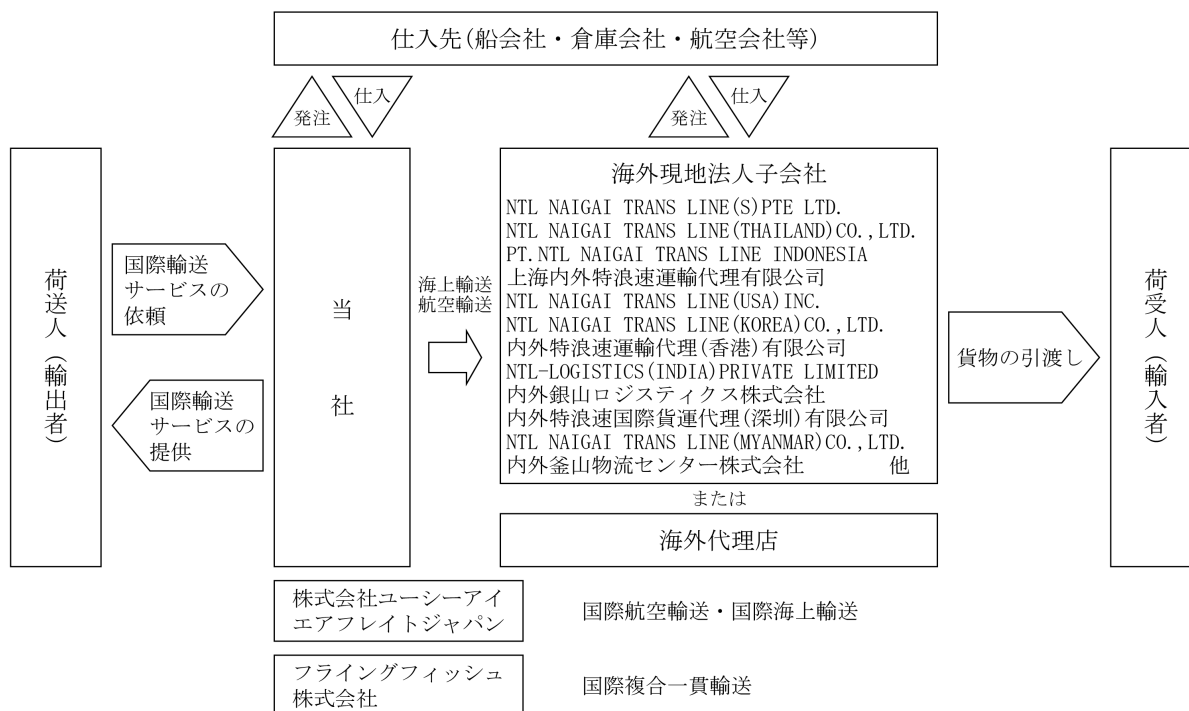 仕入先(船会社・倉庫会社・航空会社等)
発注
仕入
発注
仕入
荷送人（輸出者）
国際輸送
サービスの
依頼
国際輸送
サービスの
提供
当社
海上輸送
航空輸送
海外現地法人子会社
NTL NAIGAI TRANS LINE(S)PTE LTD.
NTL NAIGAI TRANS LINE(THAILAND)CO.,LTD.
PT.NTL NAIGAI TRANS LINE INDONESIA
上海内外特浪速運輸代理有限公司
NTL NAIGAI TRANS LINE(USA)INC.
NTL NAIGAI TRANS LINE(KOREA)CO.,LTD.
内外特浪速運輸代理(香港)有限公司
NTL-LOGISTICS(INDIA)PRIVATE LIMITED
内外銀山ロジスティクス株式会社
内外特浪速国際貨運代理(深圳)有限公司
NTL NAIGAI TRANS LINE(MYANMAR)CO.,LTD.
内外釜山物流センター株式会社　他
または
海外代理店
貨物の引渡し
荷受人（輸入者）
株式会社ユーシーアイ
エアフレイトジャパン
国際航空輸送・国際海上輸送
フライングフィッシュ
株式会社
国際複合一貫輸送